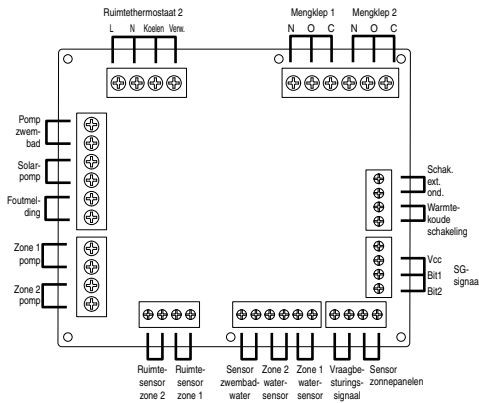 Ruimtethermostaat 2
L N Koelen Verw.
Mengklep 1 Mengklep 2
N O C N O C
Pomp
zwem-
bad
Solar-
pomp
Foutmel-
ding
Zone 1
pomp
Zone 2
pomp
Schak.
ext.
ond.
Warmte-
koude
schakeling
Vcc
Bit1
Bit2
SG-
signaal
Ruimte-
sensor
zone 2
Ruimte-
sensor
zone 1
Sensor
zwembad-
water
Zone 2
water-
sensor
Zone 1
water-
sensor
Vraagbe-
sturings-
signaal
Sensor
zonnepanelen